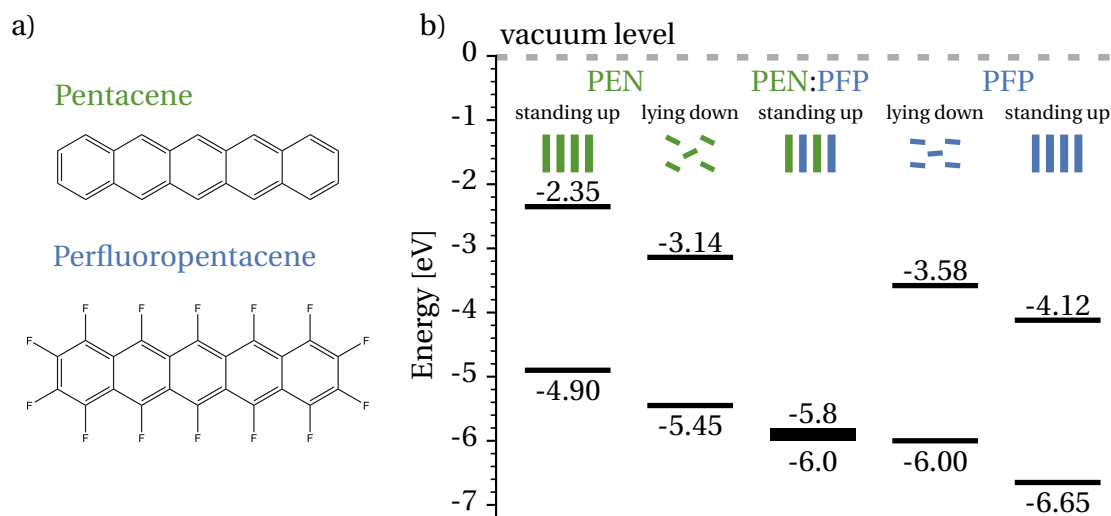 a)
Pentacene
Perfluoropentacene
F F F F F
F F
F F
F F F F F
b)
vacuum level
0
PEN PEN:PFP PFP
-1
standing up lying down standing up lying down standing up
-2
-2.35
-3
-3.14
-3.58
-4
-4.12
Energy [eV]
-5
-4.90
-5.45
-5.8
-6
-6.0
-6.00
-6.65
-7